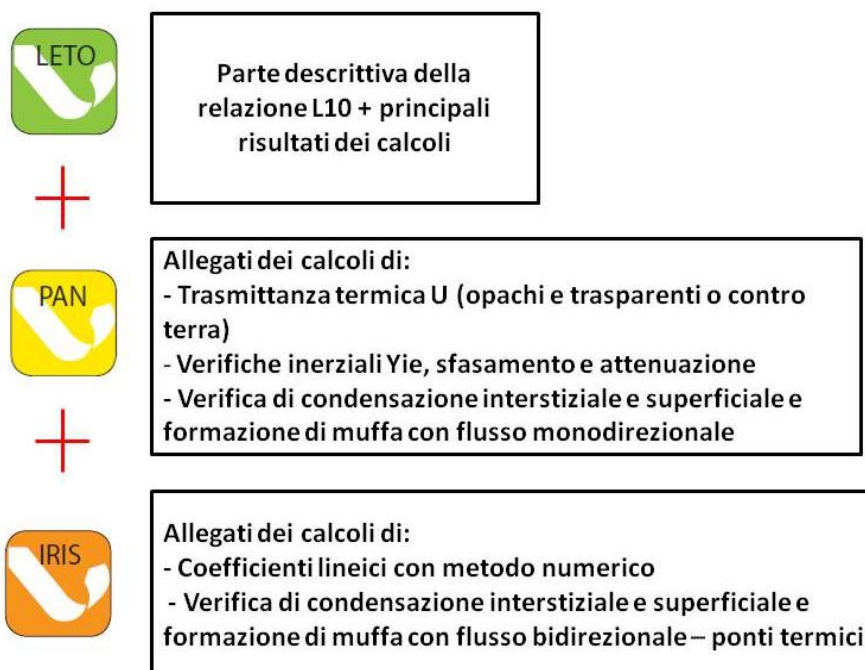 LETO
Parte descrittiva della
relazione L10 + principali
risultati dei calcoli
PAN
Allegati dei calcoli di:
- Trasmittanza termica U (opachi e trasparenti o contro
terra)
- Verifiche inerziali Yie, sfasamento e attenuazione
- Verifica di condensazione interstiziale e superficiale e
formazione di muffa con flusso monodirezionale
IRIS
Allegati dei calcoli di:
- Coefficienti lineici con metodo numerico
- Verifica di condensazione interstiziale e superficiale e
formazione di muffa con flusso bidirezionale – ponti termici